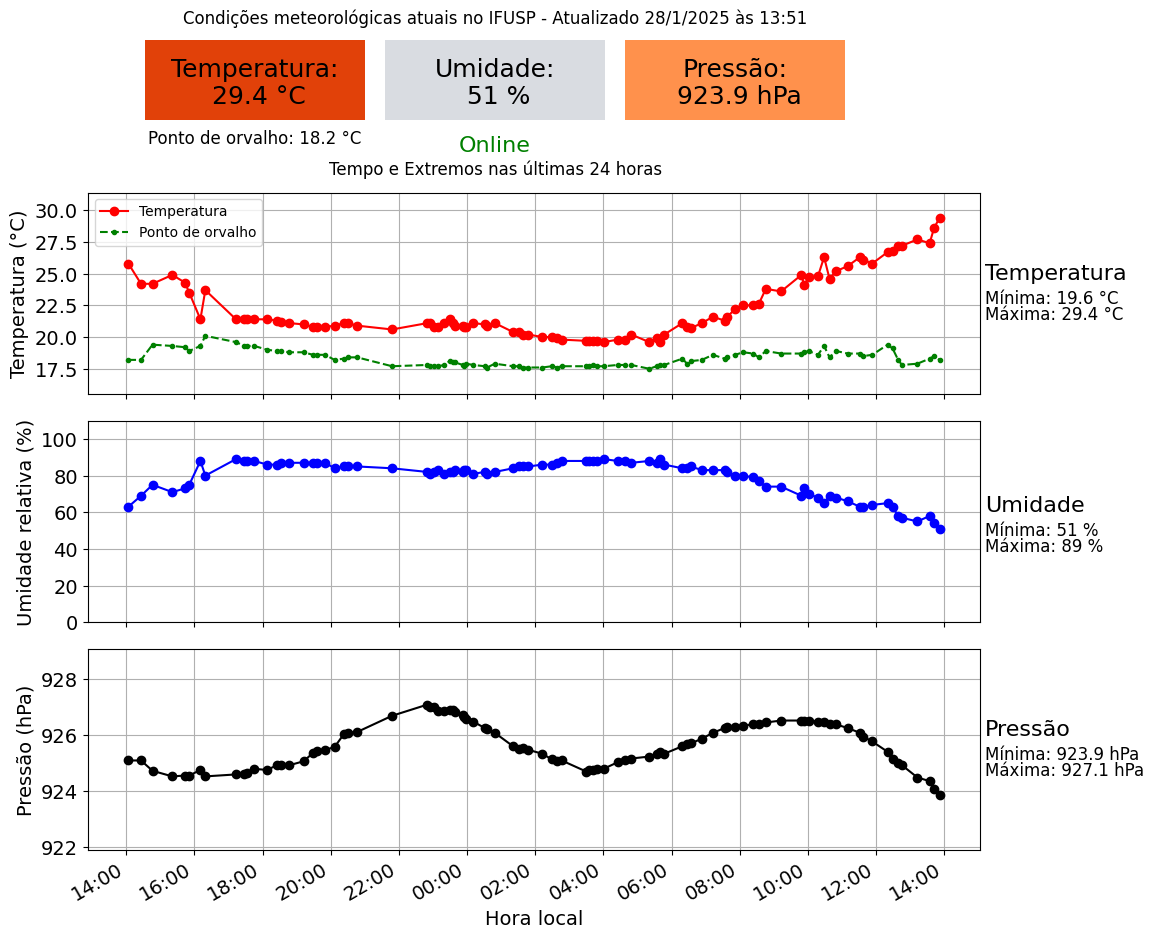 Condições meteorológicas atuais no IFUSP - Atualizado 28/1/2025 às 13:51
Temperatura:
29.4 °C
Umidade:
51 %
Pressão:
923.9 hPa
Ponto de orvalho: 18.2 °C
Online
Tempo e Extremos nas últimas 24 horas
Temperatura (°C)
30.0
27.5
25.0
22.5
20.0
17.5
Temperatura
Ponto de orvalho
Temperatura
Mínima: 19.6 °C
Máxima: 29.4 °C
Umidade relativa (%)
100
80
60
40
20
0
Umidade
Mínima: 51 %
Máxima: 89 %
Pressão (hPa)
928
926
924
922
Pressão
Mínima: 923.9 hPa
Máxima: 927.1 hPa
14:00
16:00
18:00
20:00
22:00
00:00
02:00
04:00
06:00
08:00
10:00
12:00
14:00
Hora local